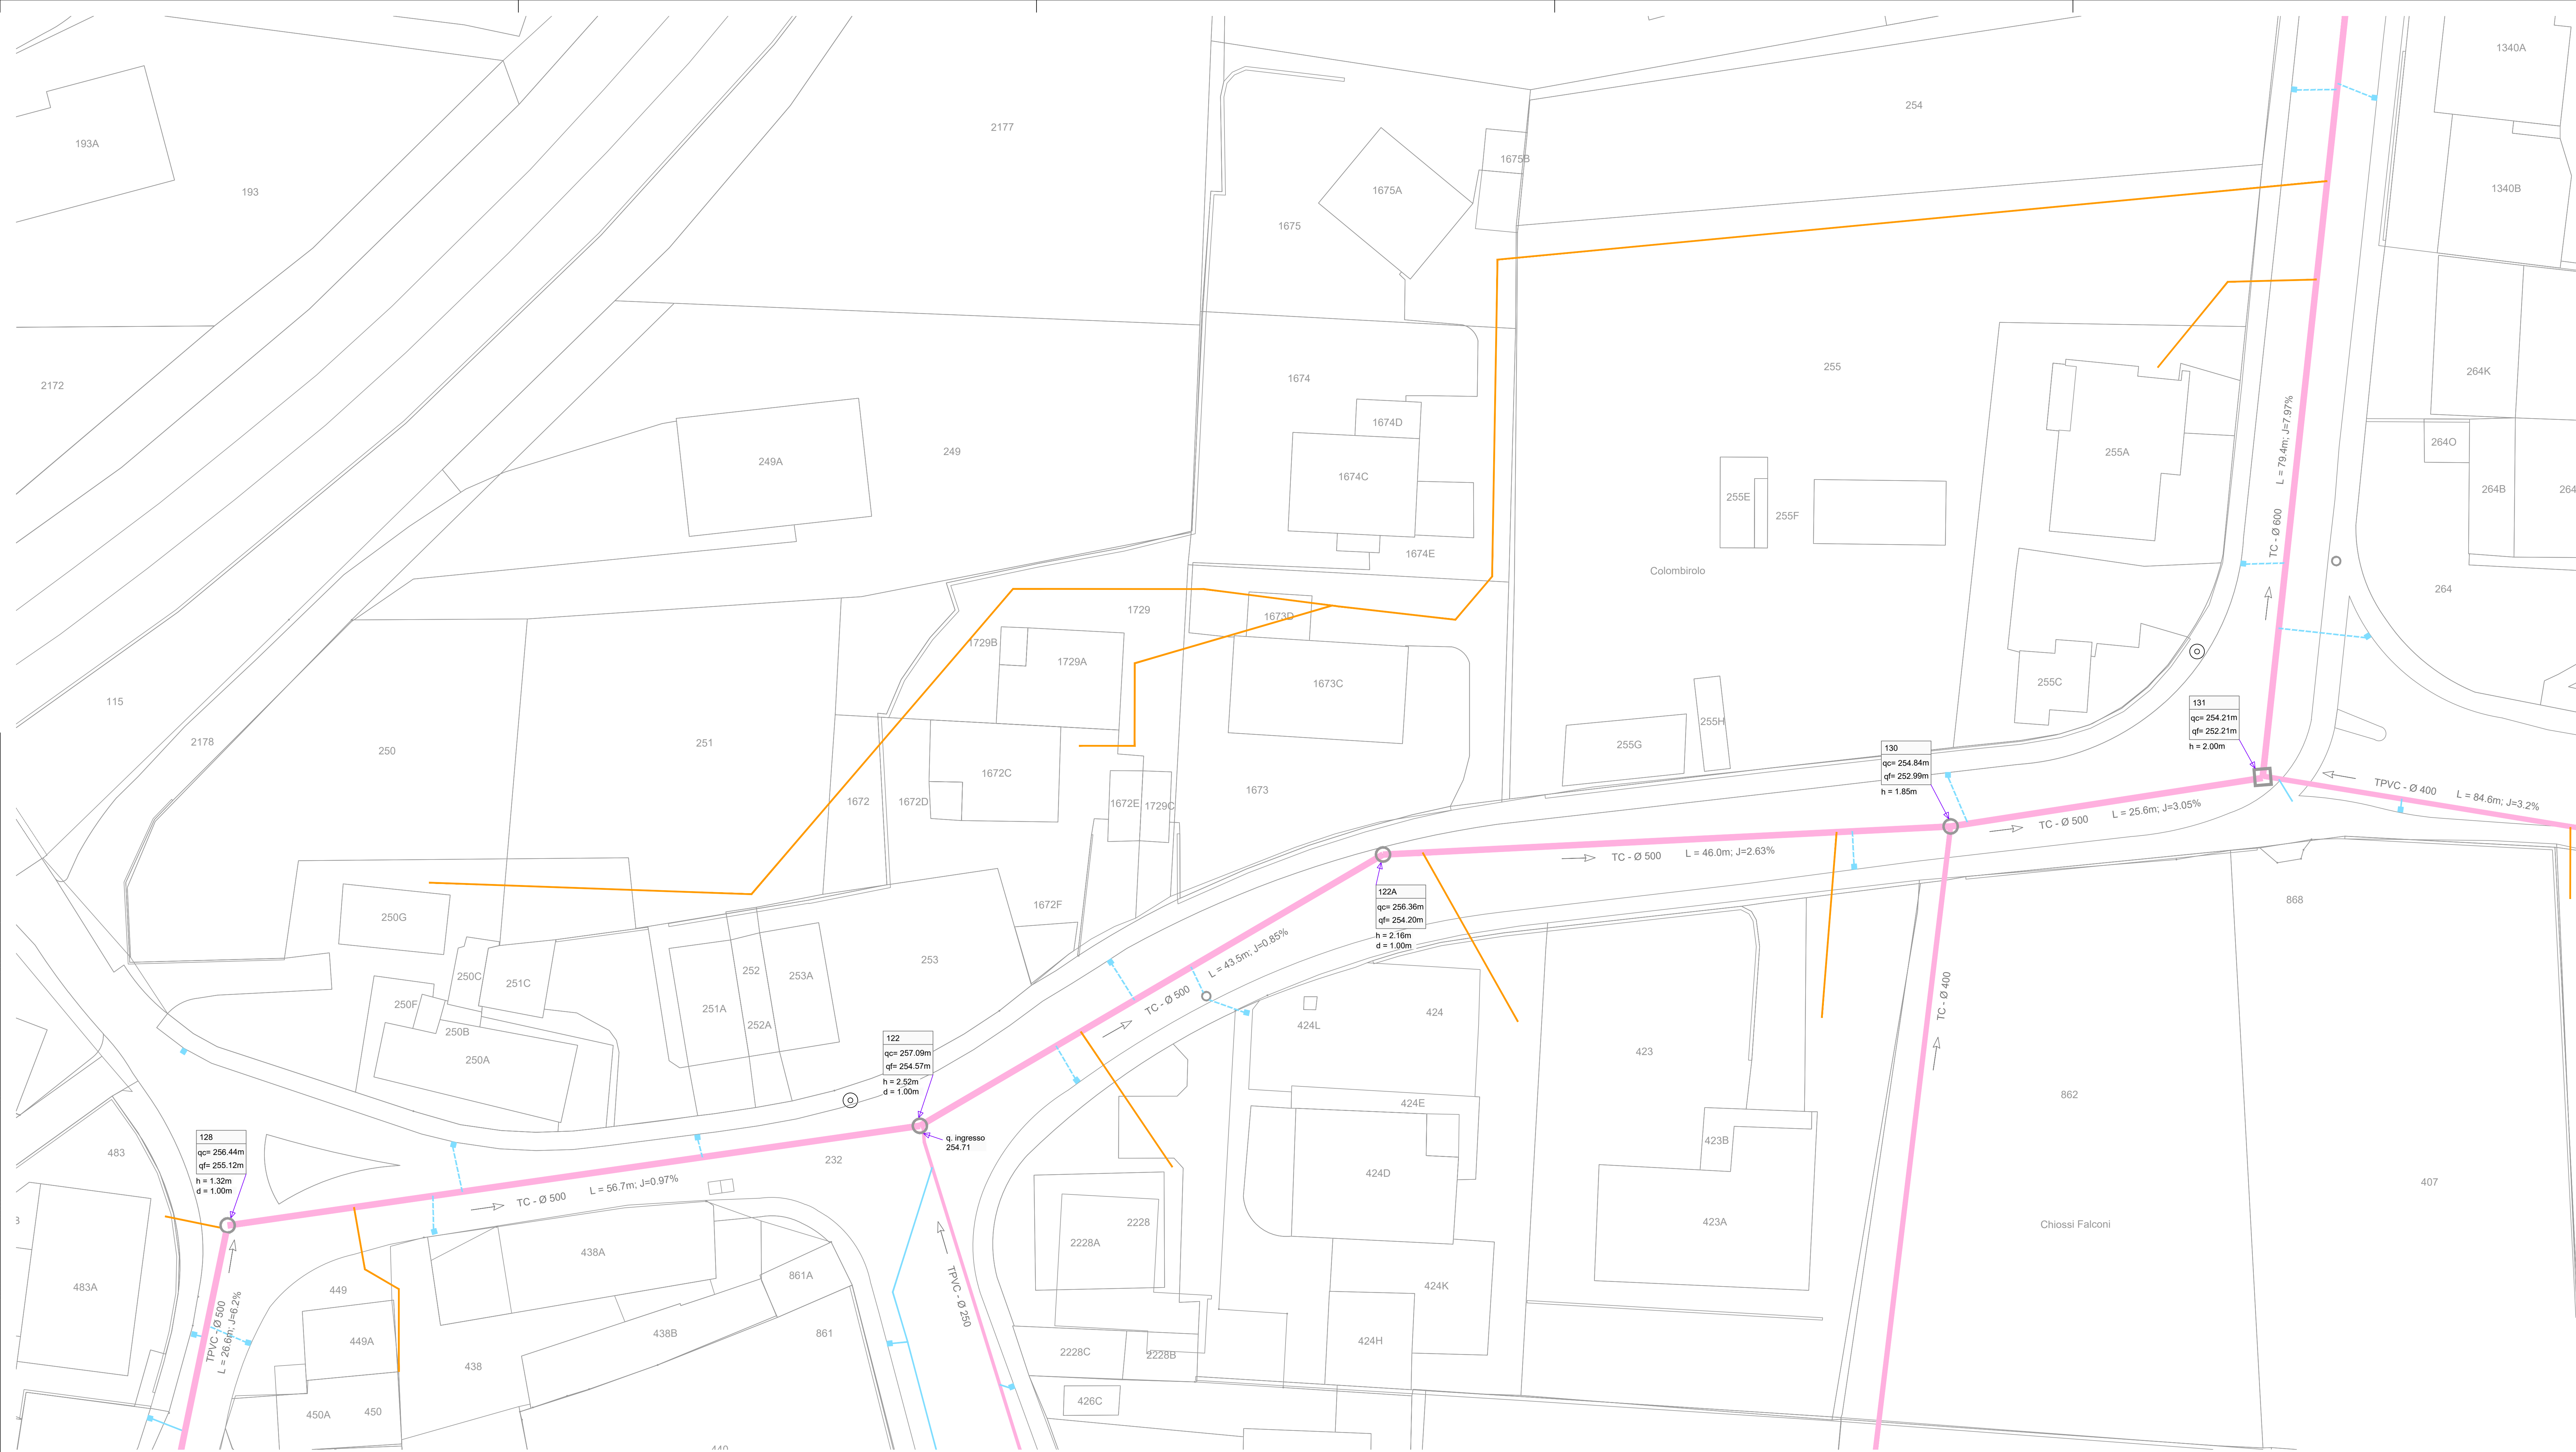 1340A
254
2177
193A
1675B
1675A
1340B
193
1675
255
264K
1674
2172
1674D
264O
249
255A
249A
1674C
264B
264
255E
255F
1674E
Colombirolo
L = 79.4m; J=7.97%
TC - Ø 600
264
1729
1673D
1729B
1729A
1673C
255C
115
2178
250
251
255H
255G
131
qc= 254.21m
qf= 252.21m
h = 2.00m
130
qc= 254.84m
qf= 252.99m
h = 1.85m
1672C
1673
1672
1672D
1672E
1729C
TPVC - Ø 400
L = 84.6m; J=3.2%
TC - Ø 500
L = 25.6m; J=3.05%
TC - Ø 500
L = 46.0m; J=2.63%
122A
qc= 256.36m
qf= 254.20m
h = 2.16m
d = 1.00m
868
1672F
250G
253
L = 43.5m; J=0.85%
TC - Ø 500
252
253A
250C
251C
250F
251A
252A
250B
250A
424
424L
TC - Ø 400
423
122
qc= 257.09m
qf= 254.57m
h = 2.52m
d = 1.00m
862
424E
q. ingresso
254.71
128
qc= 256.44m
qf= 255.12m
h = 1.32m
d = 1.00m
483
232
423B
424D
407
TC - Ø 500
L = 56.7m; J=0.97%
2228
2228A
423A
Chiossi Falconi
438A
861A
483A
449
424K
TPVC - Ø 250
TPVC - Ø 500
L = 26.6m; J=6.2%
449A
438B
861
424H
2228C
2228B
438
426C
450A
450
440